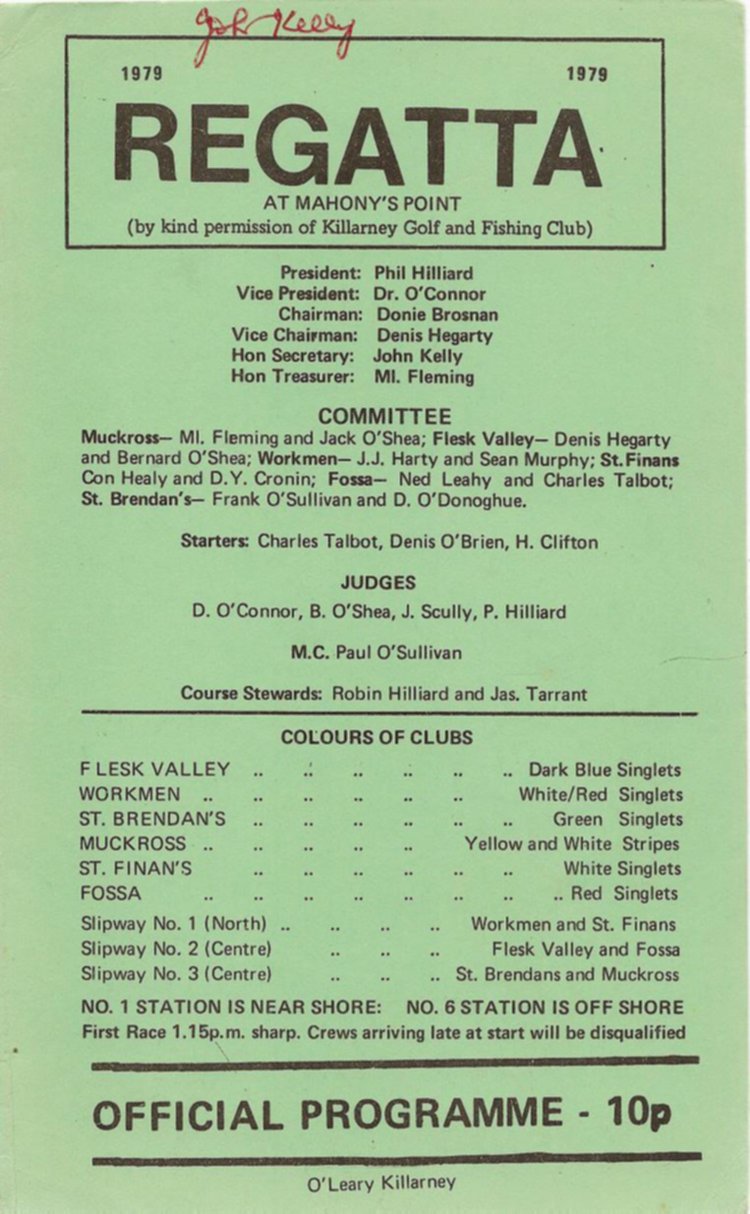 John Kelly
1979 1979
REGATTA
AT MAHONY'S POINT
(by kind permission of Killarney Golf and Fishing Club)
President: Phil Hilliard
Vice President: Dr. O'Connor
Chairman: Donie Brosnan
Vice Chairman: Denis Hegarty
Hon Secretary: John Kelly
Hon Treasurer: Ml. Fleming
COMMITTEE
Muckross— Ml. Fleming and Jack O'Shea; Flesk Valley— Denis Hegarty
and Bernard O'Shea; Workmen— J.J. Harty and Sean Murphy; St. Finans
Con Healy and D.Y. Cronin; Fossa— Ned Leahy and Charles Talbot;
St. Brendan's— Frank O'Sullivan and D. O'Donoghue.
Starters: Charles Talbot, Denis O'Brien, H. Clifton
JUDGES
D. O'Connor, B. O'Shea, J. Scully, P. Hilliard
M.C. Paul O'Sullivan
Course Stewards: Robin Hilliard and Jas. Tarrant
COLOURS OF CLUBS
FLESK VALLEY .. .. .. .. .. .. Dark Blue Singlets
WORKMEN .. .. .. .. .. .. White/Red Singlets
ST. BRENDAN'S .. .. .. .. .. .. Green Singlets
MUCKROSS .. .. .. .. .. Yellow and White Stripes
ST. FINAN'S .. .. .. .. .. .. White Singlets
FOSSA .. .. .. .. .. .. .. .. Red Singlets
Slipway No. 1 (North) .. .. .. .. Workmen and St. Finans
Slipway No. 2 (Centre) .. .. .. Flesk Valley and Fossa
Slipway No. 3 (Centre) .. .. .. St. Brendans and Muckross
NO. 1 STATION IS NEAR SHORE: NO. 6 STATION IS OFF SHORE
First Race 1.15p.m. sharp. Crews arriving late at start will be disqualified
OFFICIAL PROGRAMME - 10p
O'Leary Killarney